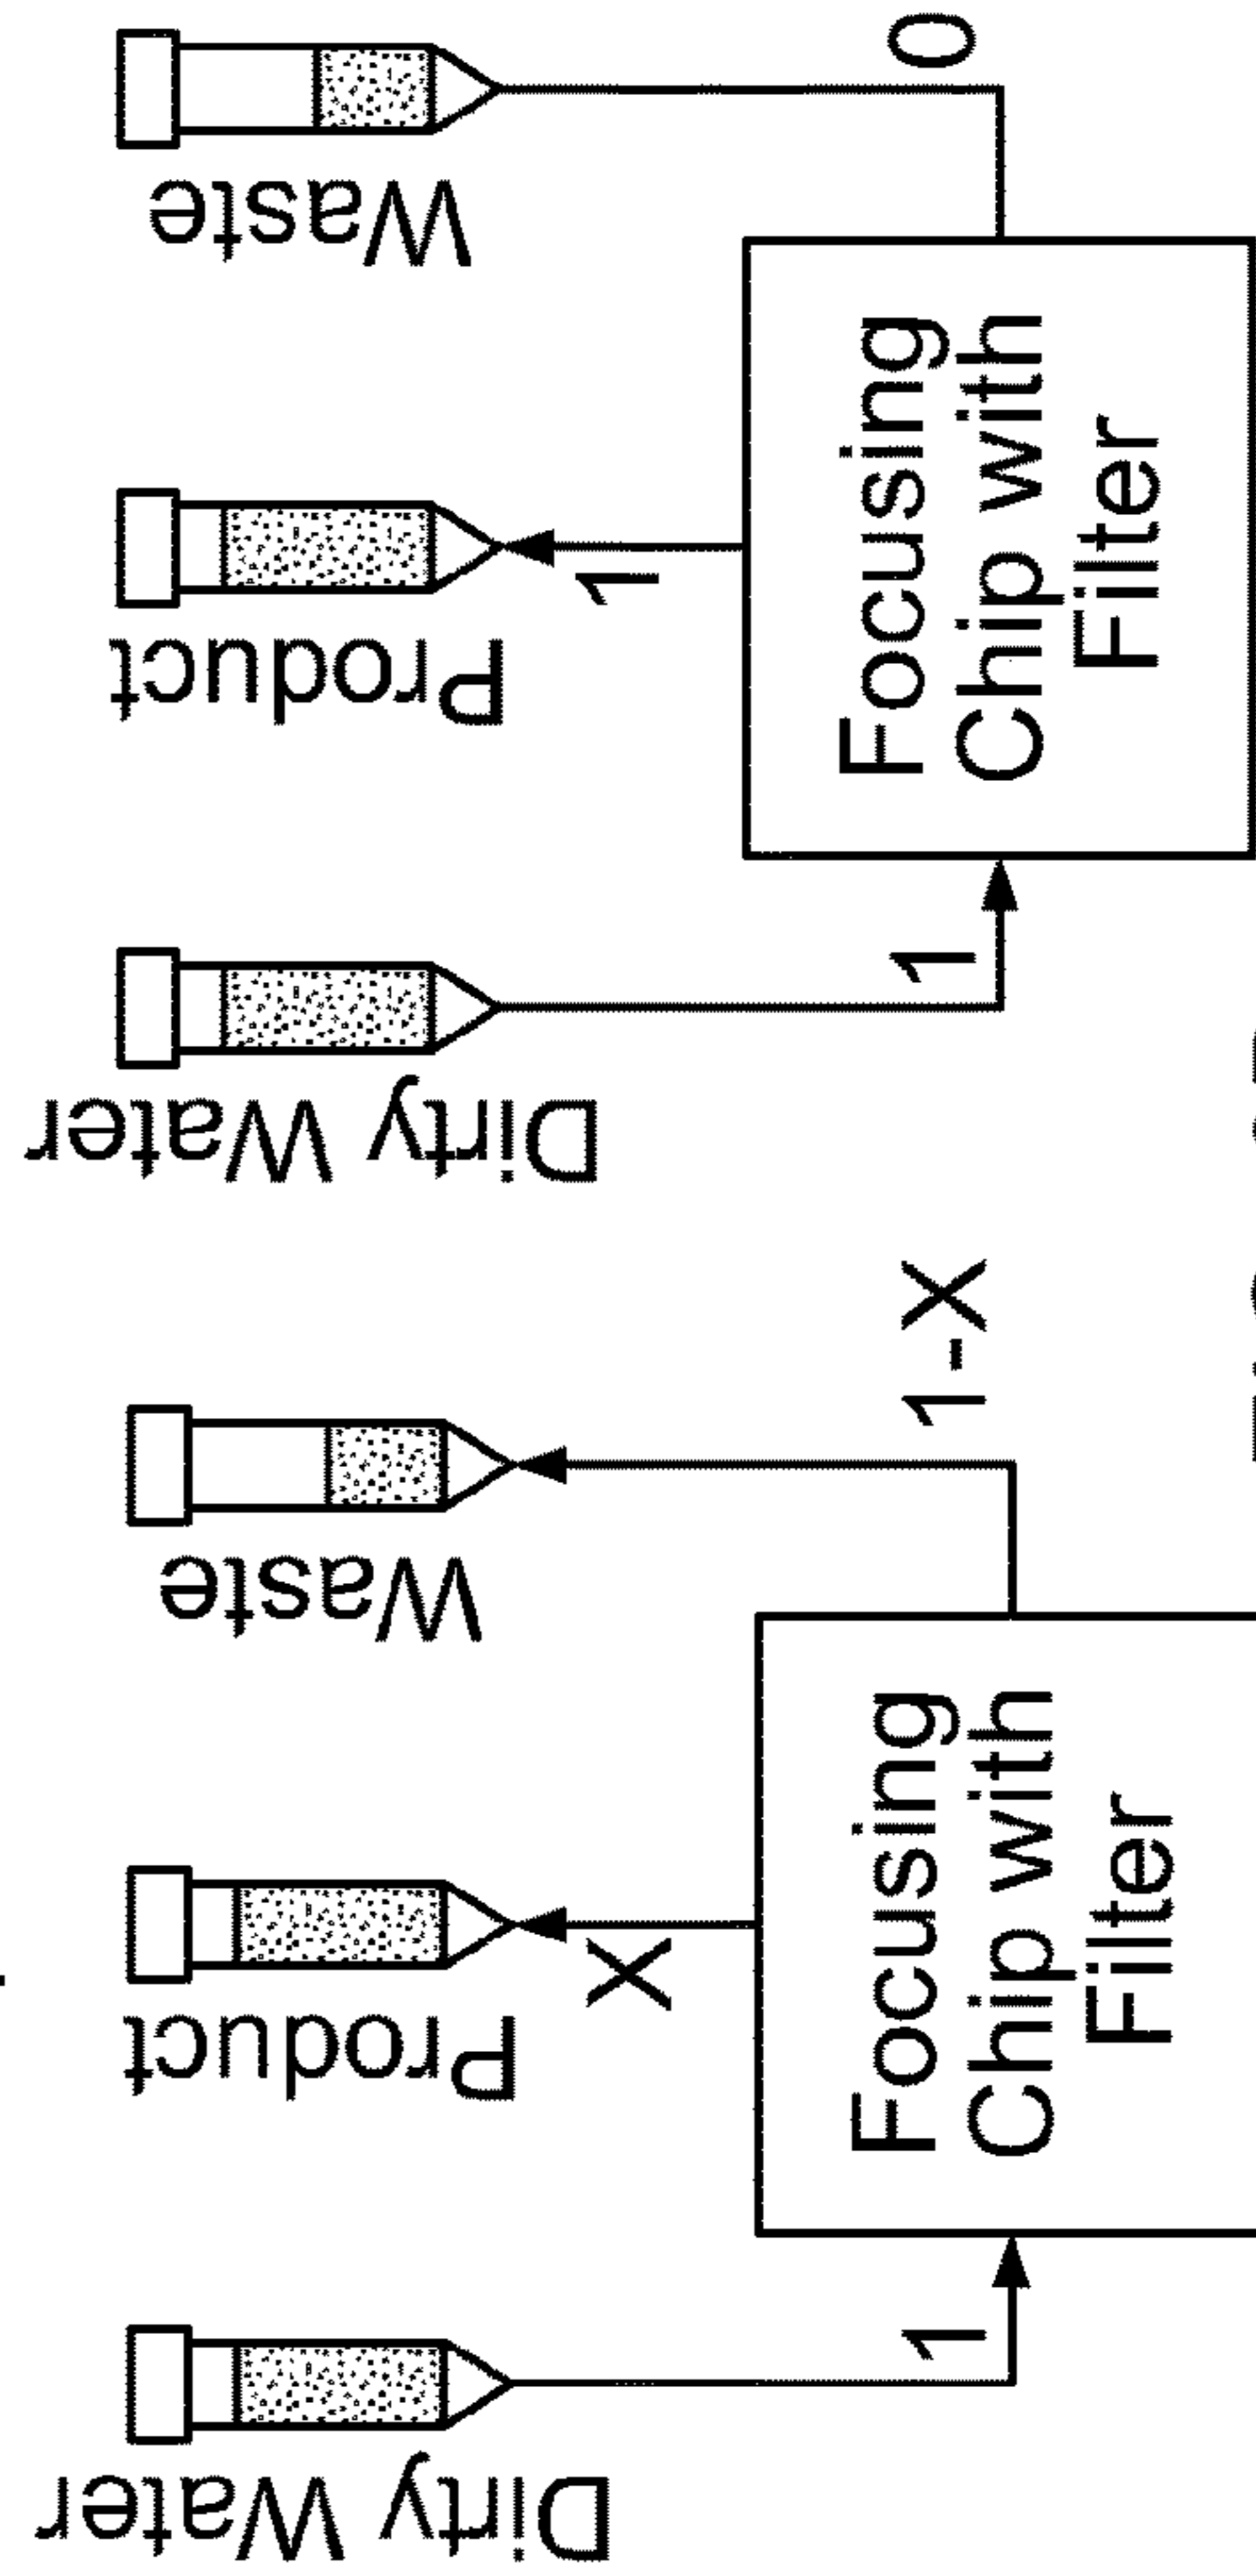 Dirty Water
Product
Waste
1
X
1-X
Focusing
Chip with
Filter
Dirty Water
Product
Waste
1
1
0
Focusing
Chip with
Filter